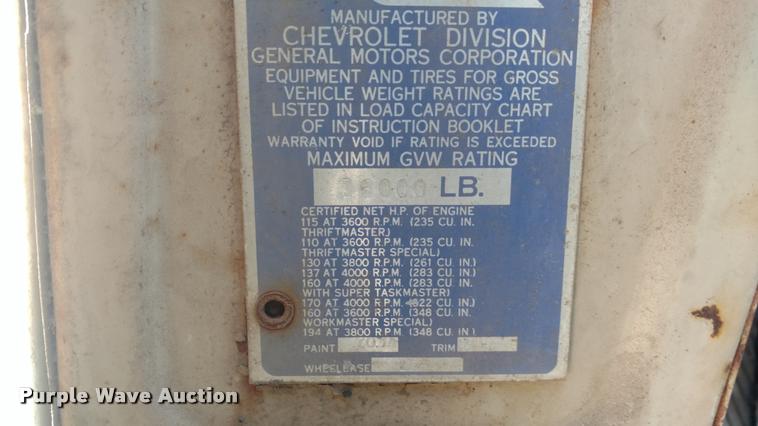 MANUFACTURED BY
CHEVROLET DIVISION
GENERAL MOTORS CORPORATION
EQUIPMENT AND TIRES FOR GROSS
VEHICLE WEIGHT RATINGS ARE
LISTED IN LOAD CAPACITY CHART
OF INSTRUCTION BOOKLET
WARRANTY VOID IF RATING IS EXCEEDED
MAXIMUM GVW RATING
LB.
CERTIFIED NET H.P. OF ENGINE
115 AT 3600 R.P.M. (235 CU. IN.
THRIFTMASTER)
110 AT 3600 R.P.M. (235 CU. IN.
THRIFTMASTER SPECIAL)
130 AT 3800 R.P.M. (261 CU. IN.)
137 AT 4000 R.P.M. (283 CU. IN.)
160 AT 4000 R.P.M. (283 CU. IN.
WITH SUPER TASKMASTER)
170 AT 4000 R.P.M. (322 CU. IN.)
160 AT 3600 R.P.M. (348 CU. IN.
WORKMASTER SPECIAL)
194 AT 3800 R.P.M. (348 CU. IN.)
PAINT TRIM
WHEELBASE
Purple Wave Auction